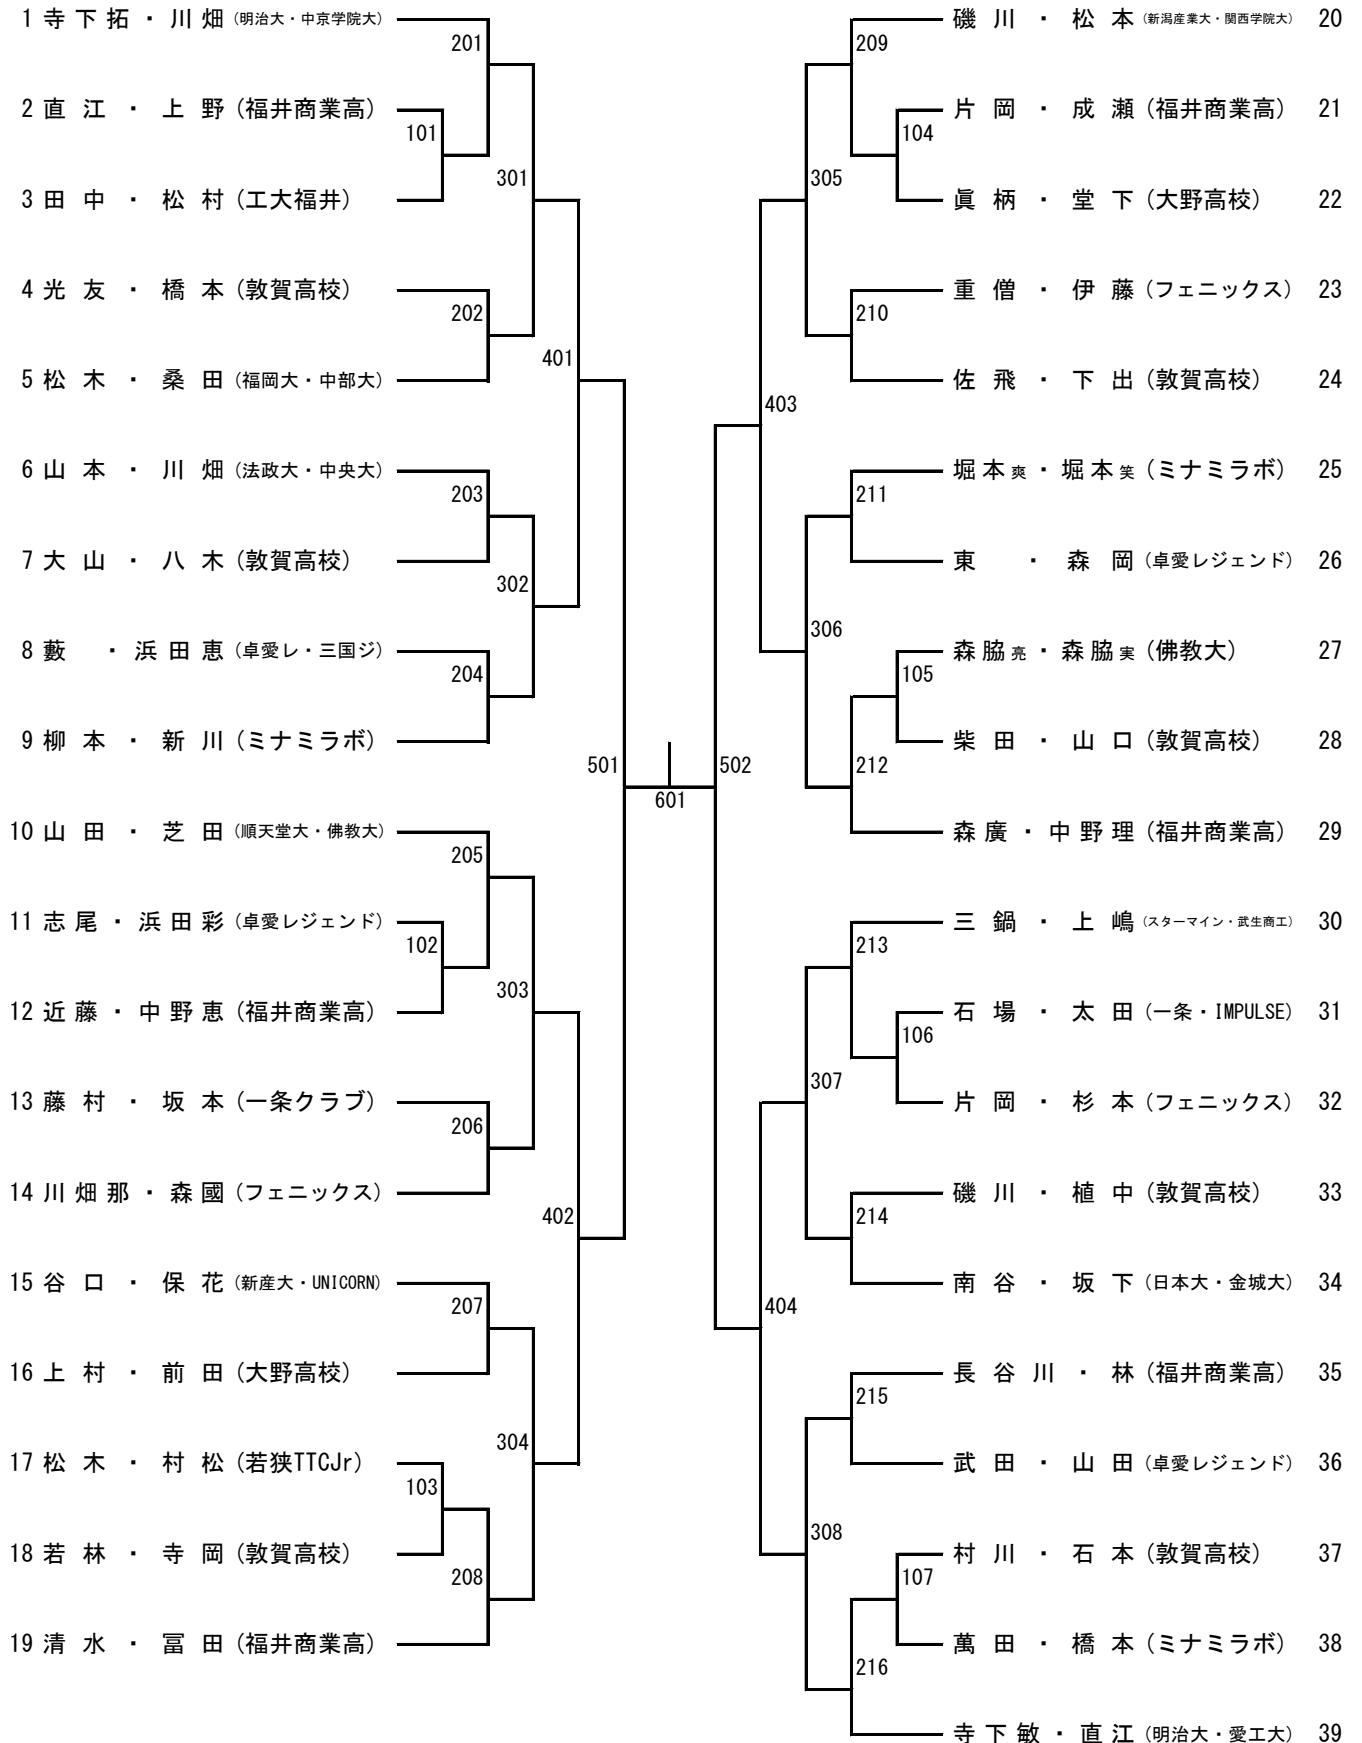 1 寺下拓・川畑 (明治大・中京学院大)
201
2 直江・上野 (福井商業高)
101
3 田中・松村 (工大福井)
301
4 光友・橋本 (敦賀高校)
202
401
5 松木・桑田 (福岡大・中部大)
6 山本・川畑 (法政大・中央大)
203
7 大山・八木 (敦賀高校)
302
8 藪・浜田恵 (卓愛レ・三国ジ)
204
9 柳本・新川 (ミナミラボ)
501
601
10 山田・芝田 (順天堂大・佛教大)
205
11 志尾・浜田彩 (卓愛レジェンド)
102
303
12 近藤・中野恵 (福井商業高)
13 藤村・坂本 (一条クラブ)
206
14 川畑那・森國 (フェニックス)
402
15 谷口・保花 (新産大・UNICORN)
207
16 上村・前田 (大野高校)
304
17 松木・村松 (若狭TTCJr)
103
18 若林・寺岡 (敦賀高校)
208
19 清水・冨田 (福井商業高)
磯川・松本 (新潟産業大・関西学院大) 20
209
片岡・成瀬 (福井商業高) 21
104
305
眞柄・堂下 (大野高校) 22
重僧・伊藤 (フェニックス) 23
210
佐飛・下出 (敦賀高校) 24
403
堀本爽・堀本笑 (ミナミラボ) 25
211
東・森岡 (卓愛レジェンド) 26
306
森脇亮・森脇実 (佛教大) 27
105
柴田・山口 (敦賀高校) 28
502
212
森廣・中野理 (福井商業高) 29
三鍋・上嶋 (スターマイン・武生商工) 30
213
石場・太田 (一条・IMPULSE) 31
106
307
片岡・杉本 (フェニックス) 32
磯川・植中 (敦賀高校) 33
214
南谷・坂下 (日本大・金城大) 34
404
長谷川・林 (福井商業高) 35
215
武田・山田 (卓愛レジェンド) 36
308
村川・石本 (敦賀高校) 37
107
萬田・橋本 (ミナミラボ) 38
216
寺下敏・直江 (明治大・愛工大) 39